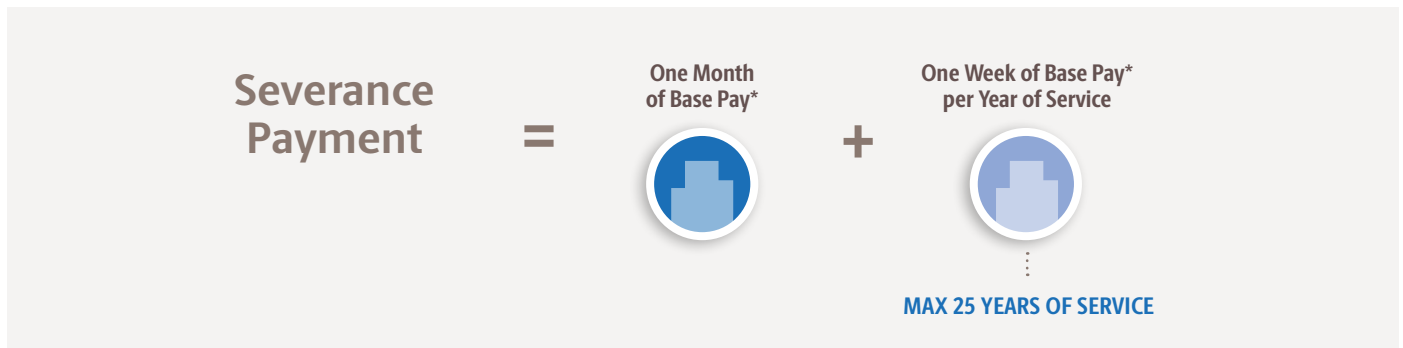 Severance
Payment
=
One Month
of Base Pay*
+
One Week of Base Pay*
per Year of Service
MAX 25 YEARS OF SERVICE